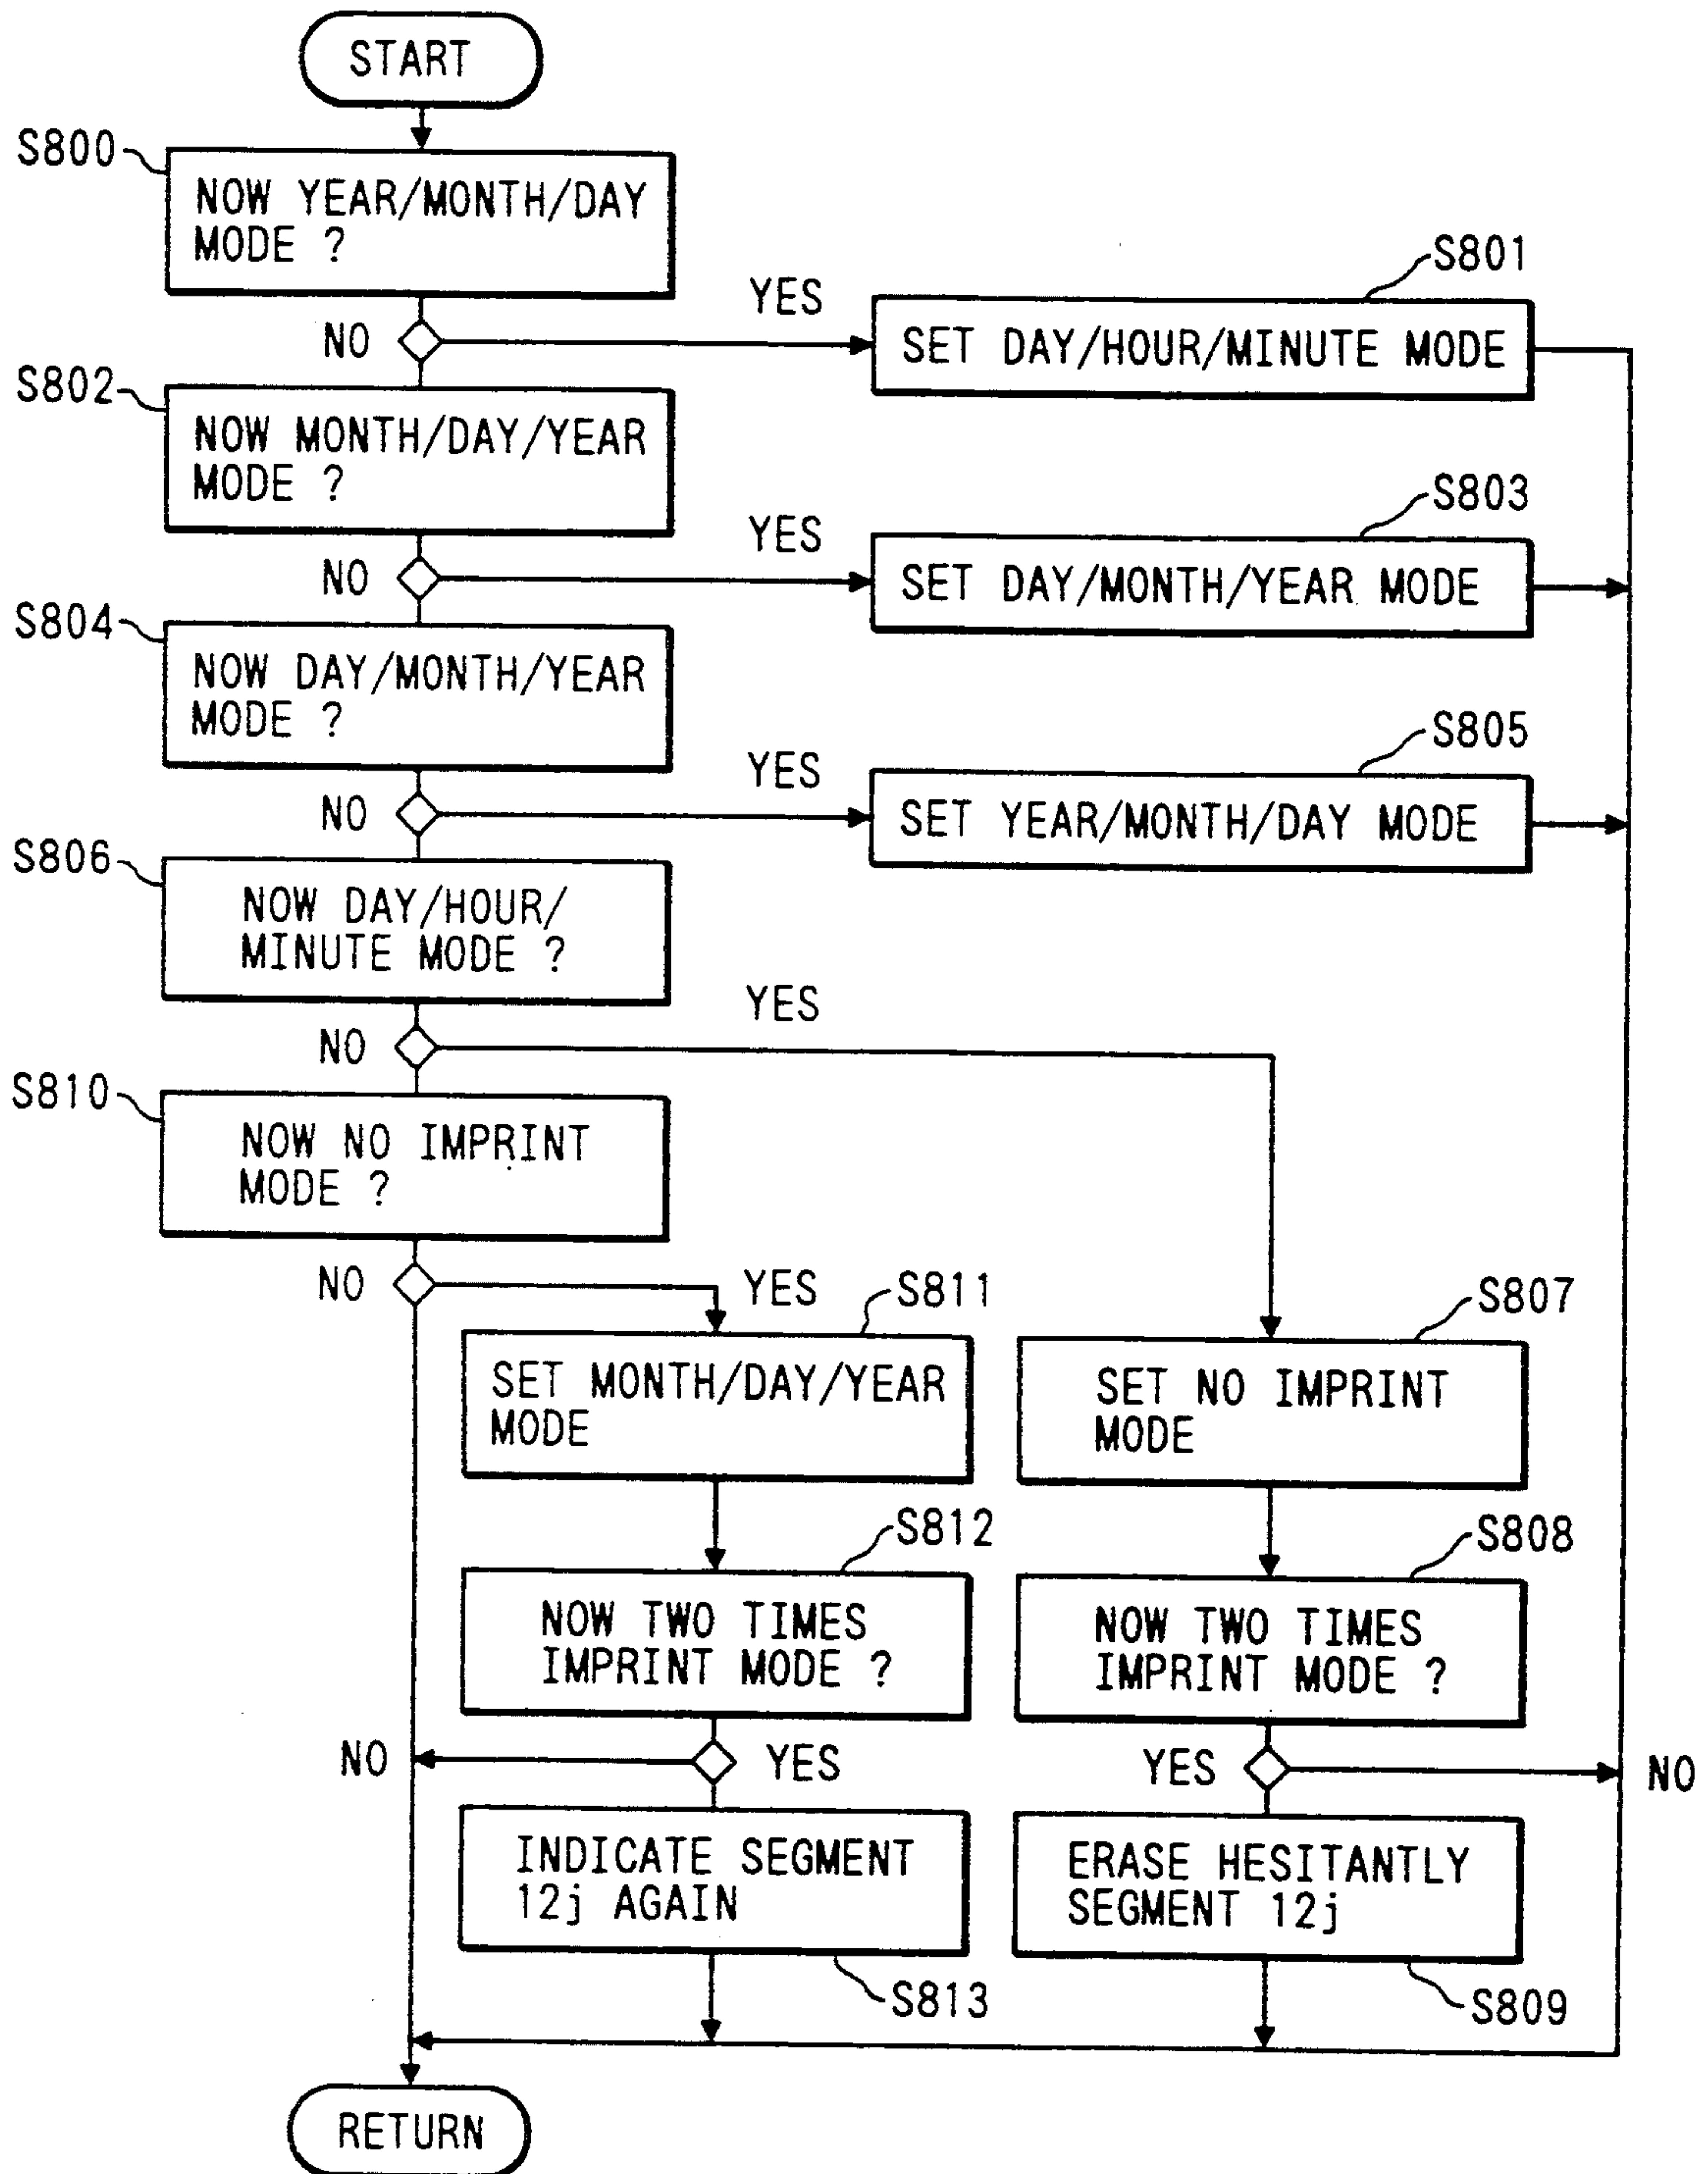 START
S800
NOW YEAR/MONTH/DAY
MODE ?
YES
S801
NO
SET DAY/HOUR/MINUTE MODE
S802
NOW MONTH/DAY/YEAR
MODE ?
YES
S803
NO
SET DAY/MONTH/YEAR MODE
S804
NOW DAY/MONTH/YEAR
MODE ?
YES
S805
NO
SET YEAR/MONTH/DAY MODE
S806
NOW DAY/HOUR/
MINUTE MODE ?
YES
NO
S810
NOW NO IMPRINT
MODE ?
NO
YES
S811
S807
SET MONTH/DAY/YEAR
MODE
SET NO IMPRINT
MODE
S812
S808
NOW TWO TIMES
IMPRINT MODE ?
NOW TWO TIMES
IMPRINT MODE ?
NO
YES
YES
NO
INDICATE SEGMENT
12j AGAIN
ERASE HESITANTLY
SEGMENT 12j
S813
S809
RETURN